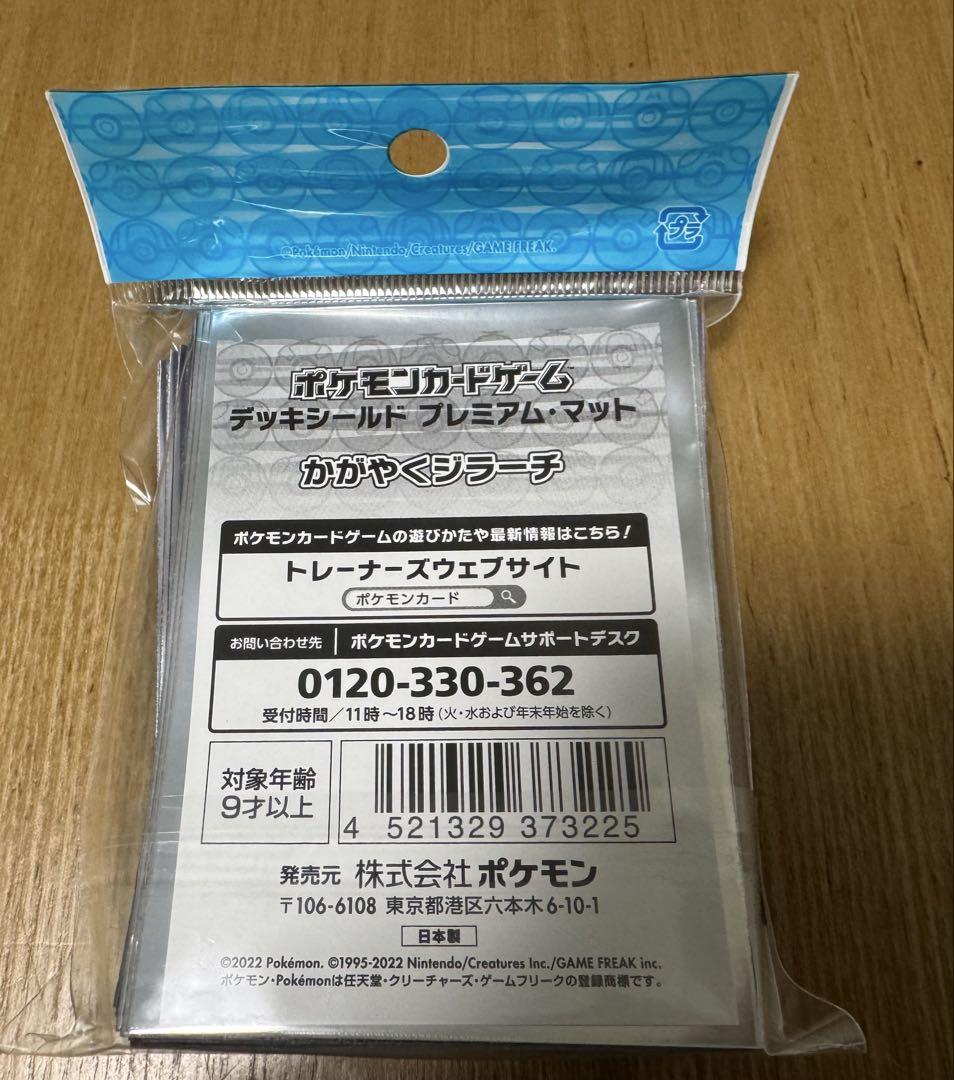 プラ
©Pokémon/Nintendo/Creatures/GAME FREAK.
ポケモンカードゲーム™
デッキシールド プレミアム・マット
かがやくジラーチ
ポケモンカードゲームの遊びかたや最新情報はこちら!
トレーナーズウェブサイト
ポケモンカード
お問い合わせ先 ポケモンカードゲームサポートデスク
0120-330-362
受付時間/11時〜18時(火・水および年末年始を除く)
対象年齢
9才以上
4 521329 373225
発売元 株式会社 ポケモン
〒106-6108 東京都港区六本木6-10-1
日本製
©2022 Pokémon. ©1995-2022 Nintendo/Creatures Inc./GAME FREAK inc.
ポケモン・Pokémonは任天堂・クリーチャーズ・ゲームフリークの登録商標です。